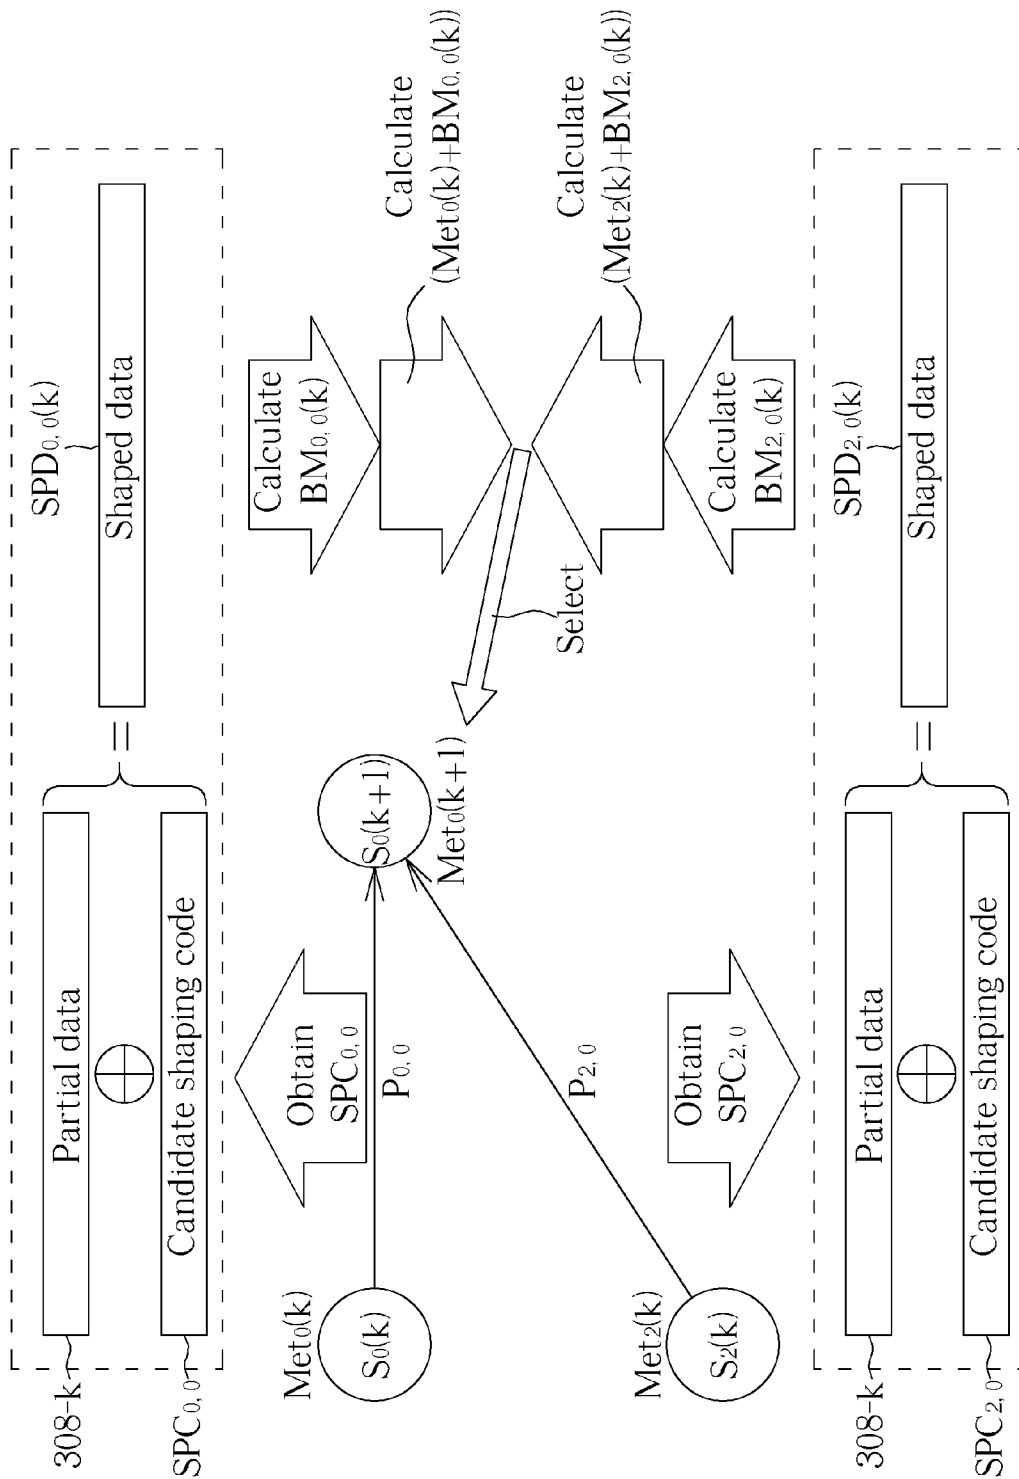 308-k
Partial data
SPC0, 0
Candidate shaping code
=
SPD0, 0(k)
Shaped data
Obtain
SPC0, 0
Calculate
BM0, 0(k)
Met0(k)
S0(k)
P0, 0
S0(k+1)
Met0(k+1)
Calculate
(Met0(k)+BM0, 0(k))
Select
Calculate
(Met2(k)+BM2, 0(k))
Met2(k)
S2(k)
P2, 0
Obtain
SPC2, 0
Calculate
BM2, 0(k)
308-k
Partial data
SPC2, 0
Candidate shaping code
=
SPD2, 0(k)
Shaped data